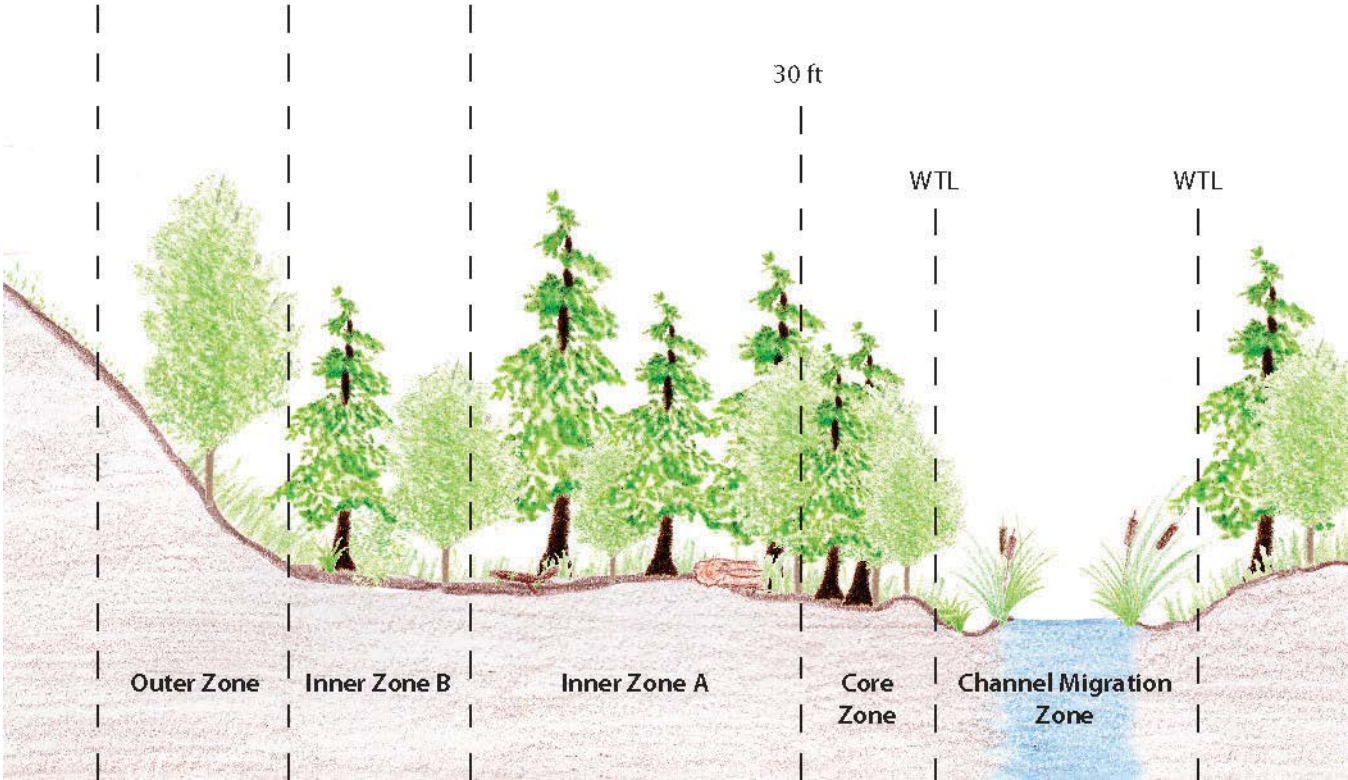 30 ft
WTL
WTL
Outer Zone
Inner Zone B
Inner Zone A
Core
Zone
Channel Migration
Zone